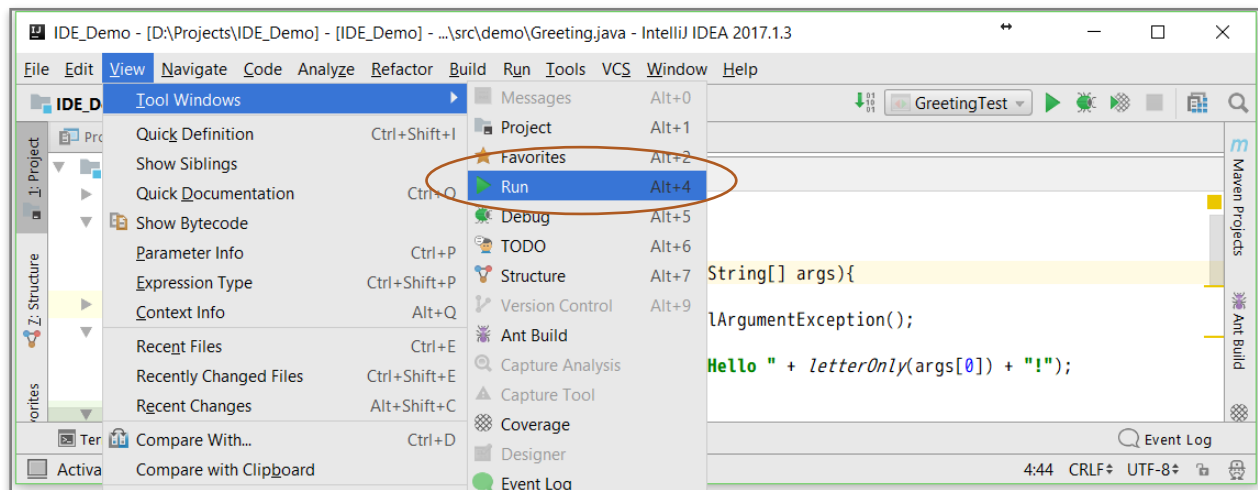 IDE_Demo - [D:\Projects\IDE_Demo] - [IDE_Demo] - ...\src\demo\Greeting.java - IntelliJ IDEA 2017.1.3
File Edit View Navigate Code Analyze Refactor Build Run Tools VCS Window Help
IDE_D
GreetingTest
Tool Windows
Quick Definition Ctrl+Shift+I
Show Siblings
Quick Documentation Ctrl+Q
Show Bytecode
Parameter Info Ctrl+P
Expression Type Ctrl+Shift+P
Context Info Alt+Q
Recent Files Ctrl+E
Recently Changed Files Ctrl+Shift+E
Recent Changes Alt+Shift+C
Compare With... Ctrl+D
Compare with Clipboard
Messages Alt+0
Project Alt+1
Favorites Alt+2
Run Alt+4
Debug Alt+5
TODO Alt+6
Structure Alt+7
Version Control Alt+9
Ant Build
Capture Analysis
Capture Tool
Coverage
Designer
Event Log
1: Project
7: Structure
orites
Pro
String[] args){
lArgumentException();
Hello " + letterOnly(args[0]) + "!");
m
Maven Projects
Ant Build
Ter
Event Log
Activa
4:44 CRLF UTF-8